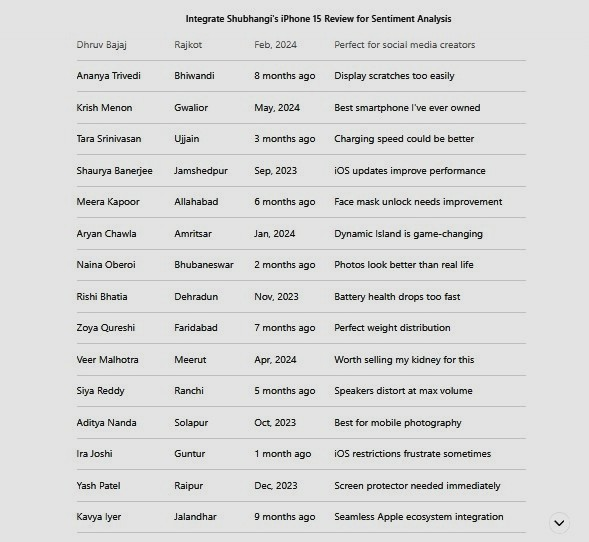 Integrate Shubhangi's iPhone 15 Review for Sentiment Analysis
Dhruv Bajaj Rajkot Feb, 2024 Perfect for social media creators
Ananya Trivedi Bhiwandi 8 months ago Display scratches too easily
Krish Menon Gwalior May, 2024 Best smartphone I've ever owned
Tara Srinivasan Ujjain 3 months ago Charging speed could be better
Shaurya Banerjee Jamshedpur Sep, 2023 iOS updates improve performance
Meera Kapoor Allahabad 6 months ago Face mask unlock needs improvement
Aryan Chawla Amritsar Jan, 2024 Dynamic Island is game-changing
Naina Oberoi Bhubaneswar 2 months ago Photos look better than real life
Rishi Bhatia Dehradun Nov, 2023 Battery health drops too fast
Zoya Qureshi Faridabad 7 months ago Perfect weight distribution
Veer Malhotra Meerut Apr, 2024 Worth selling my kidney for this
Siya Reddy Ranchi 5 months ago Speakers distort at max volume
Aditya Nanda Solapur Oct, 2023 Best for mobile photography
Ira Joshi Guntur 1 month ago iOS restrictions frustrate sometimes
Yash Patel Raipur Dec, 2023 Screen protector needed immediately
Kavya Iyer Jalandhar 9 months ago Seamless Apple ecosystem integration